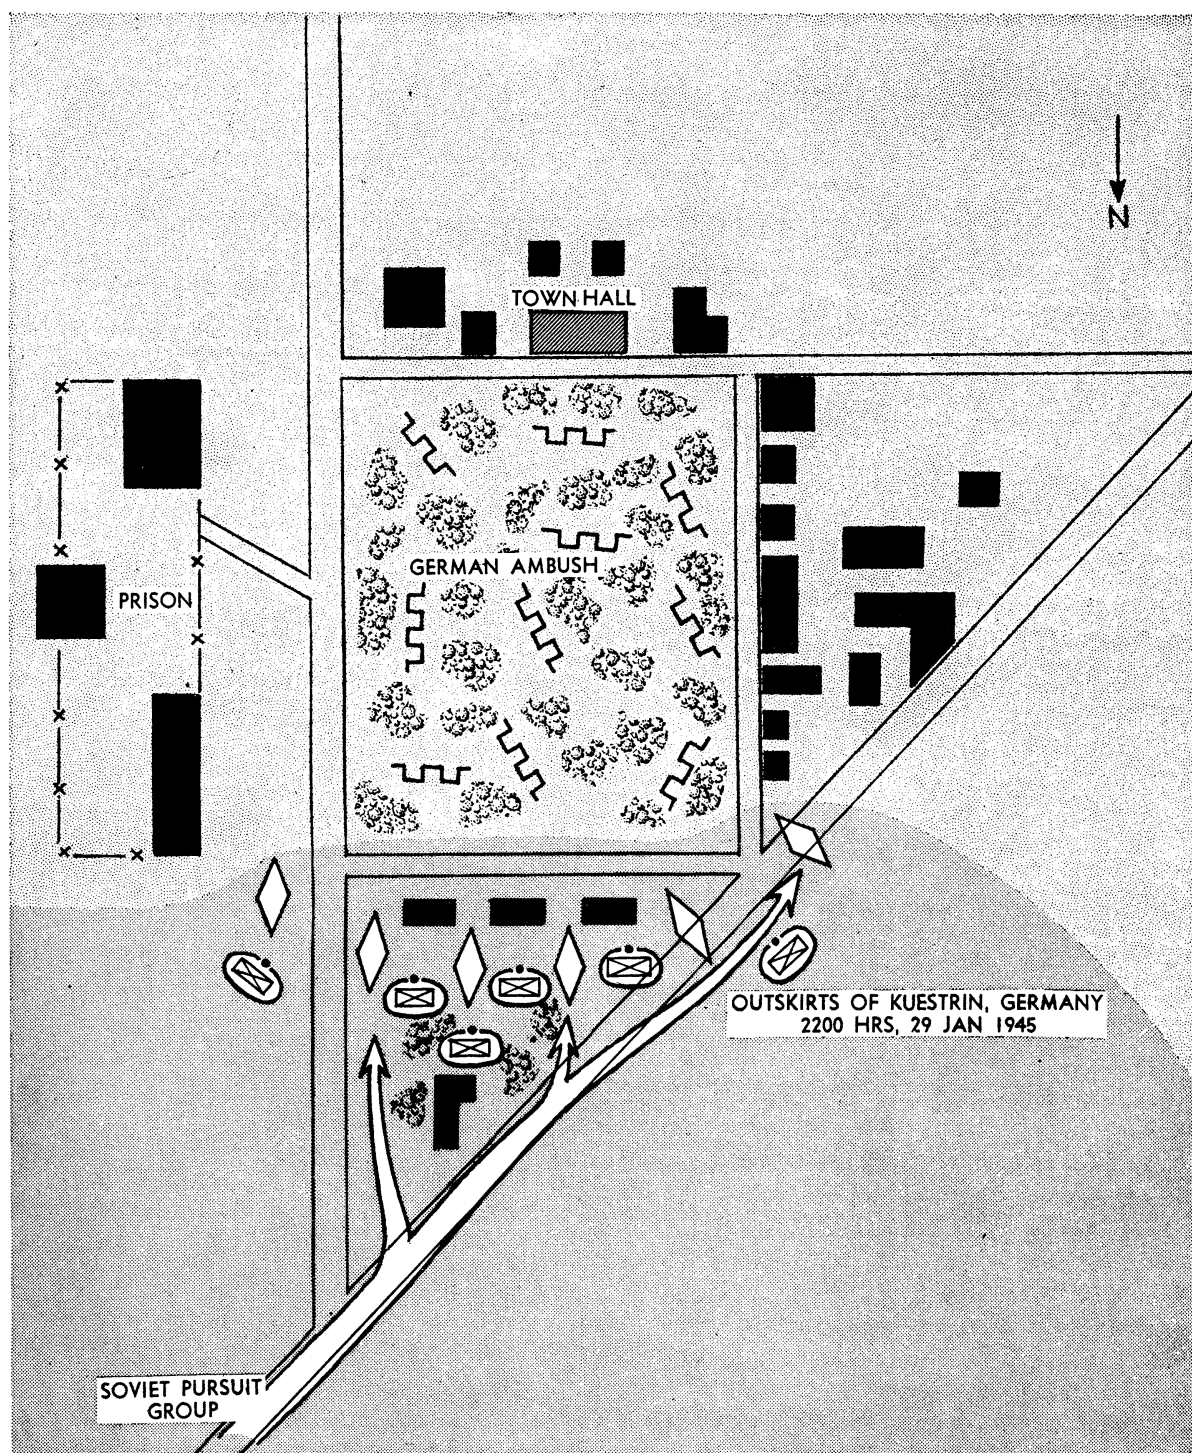 N
TOWN HALL
GERMAN AMBUSH
PRISON
OUTSKIRTS OF KUESTRIN, GERMANY
2200 HRS, 29 JAN 1945
SOVIET PURSUIT
GROUP